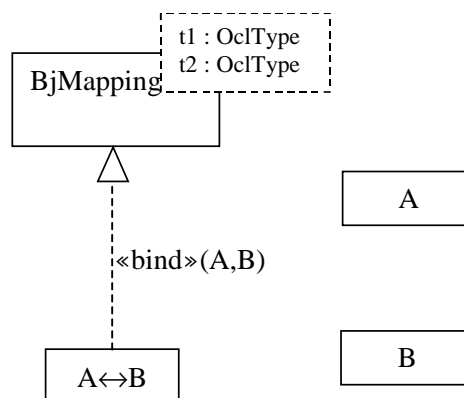 t1 : OclType
t2 : OclType
BjMapping
A
«bind»(A,B)
B
A↔B